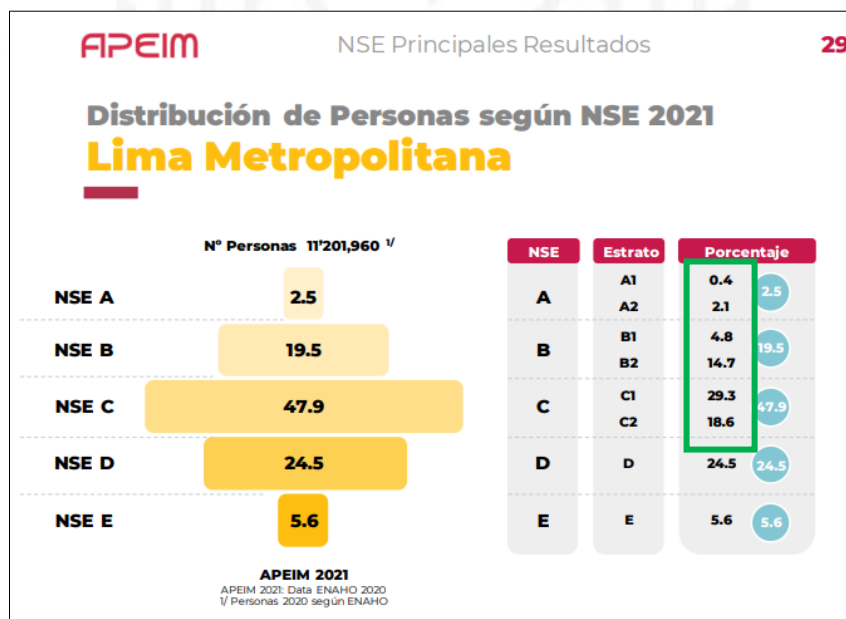 APEIM NSE Principales Resultados 29
Distribución de Personas según NSE 2021
Lima Metropolitana
Nº Personas 11'201,960 1/
NSE A 2.5
NSE B 19.5
NSE C 47.9
NSE D 24.5
NSE E 5.6
APEIM 2021
APEIM 2021: Data ENAHO 2020
1/ Personas 2020 según ENAHO
NSE Estrato Porcentaje
A A1 0.4 2.5
A2 2.1
B B1 4.8 19.5
B2 14.7
C C1 29.3 47.9
C2 18.6
D D 24.5 24.5
E E 5.6 5.6